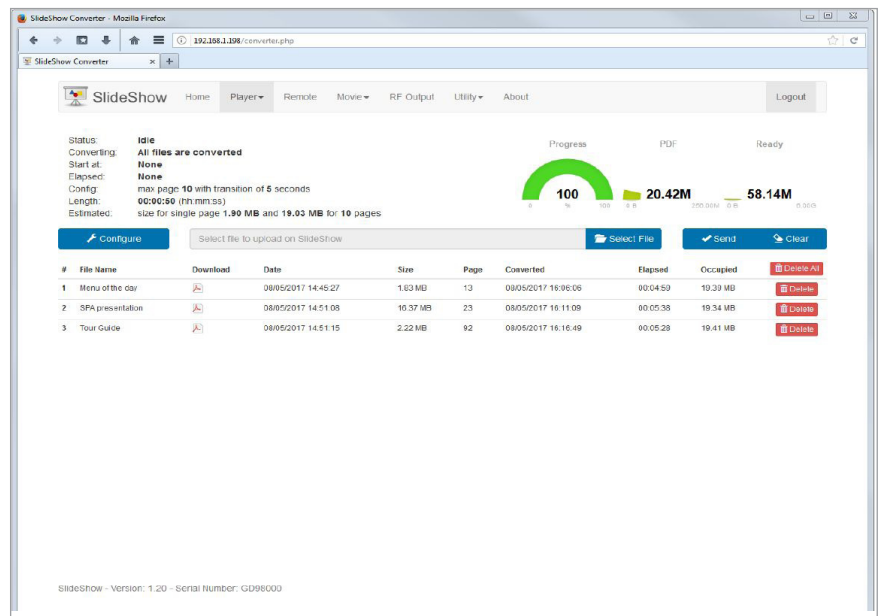 SlideShow Converter - Mozilla Firefox
192.168.1.198/converter.php
SlideShow Converter × +
SlideShow Home Player Remote Movie RF Output Utility About Logout
Status: Idle
Converting: All files are converted
Start at: None
Elapsed: None
Config: max page 10 with transition of 5 seconds
Length: 00:00:50 (hh:mm:ss)
Estimated: size for single page 1.90 MB and 19.03 MB for 10 pages
Progress PDF Ready
100 20.42M 58.14M
0 % 100 0 B 256.00M 0 B 5.00G
Configure Select file to upload on SlideShow Select File Send Clear
# File Name Download Date Size Page Converted Elapsed Occupied Delete All
1 Menu of the day 08/05/2017 14:45:27 1.83 MB 13 08/05/2017 16:06:06 00:04:59 19.39 MB Delete
2 SPA presentation 08/05/2017 14:51:08 16.37 MB 23 08/05/2017 16:11:09 00:05:38 19.34 MB Delete
3 Tour Guide 08/05/2017 14:51:15 2.22 MB 92 08/05/2017 16:16:49 00:05:28 19.41 MB Delete
SlideShow - Version: 1.20 - Serial Number: GD98000